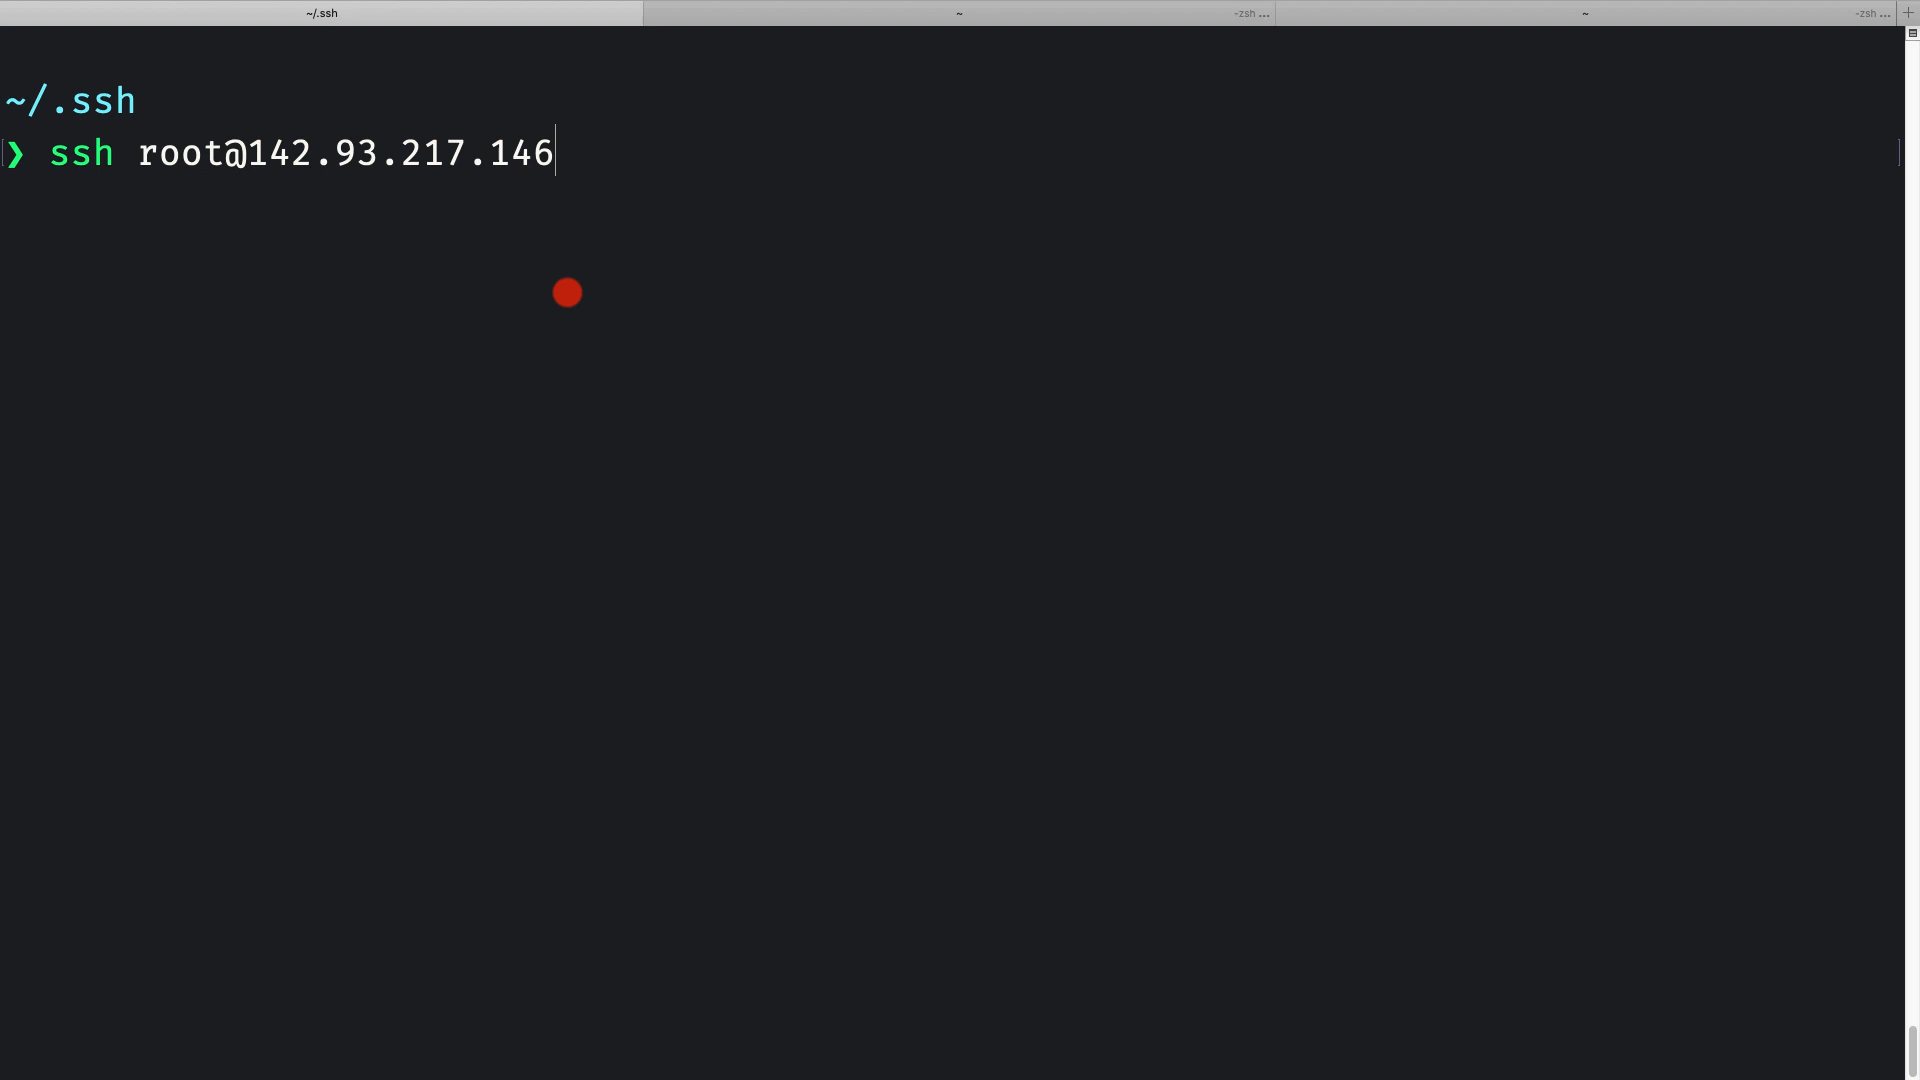 ~/.ssh
~ -zsh ...
~ -zsh ...
~/.ssh
❯ ssh root@142.93.217.146